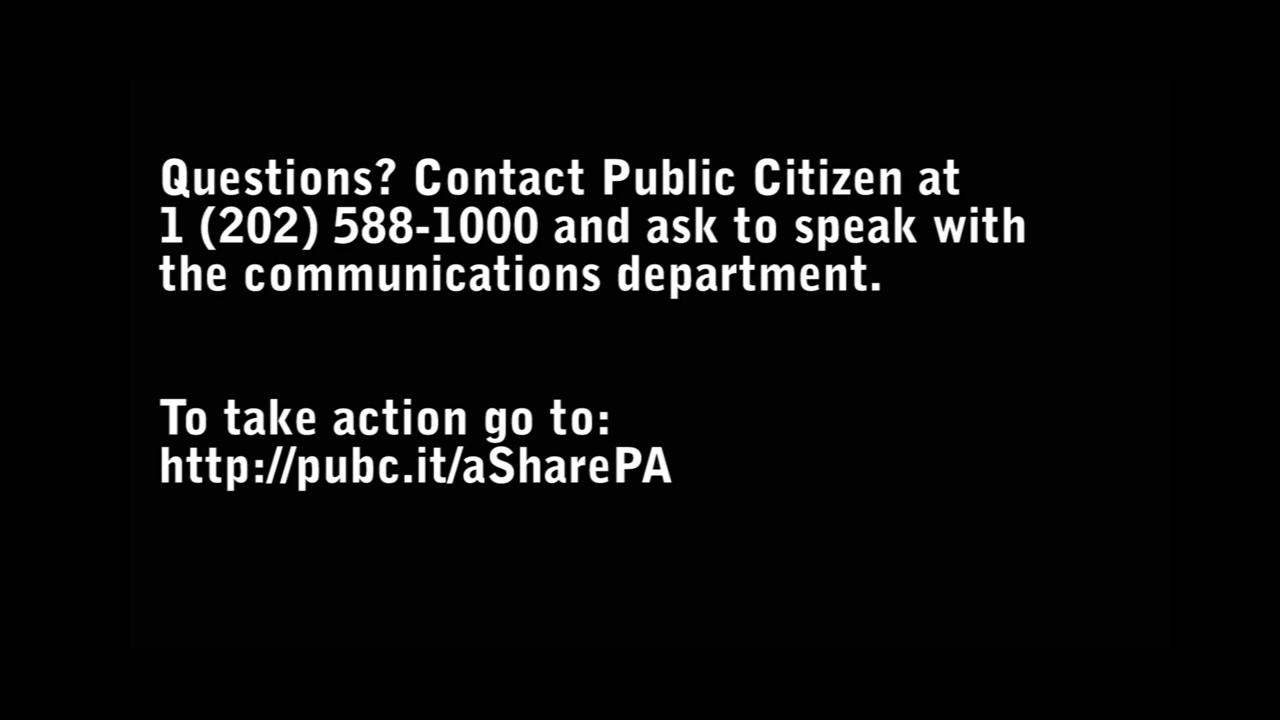 Questions? Contact Public Citizen at
1 (202) 588-1000 and ask to speak with
the communications department.
To take action go to:
http://pubc.it/aSharePA